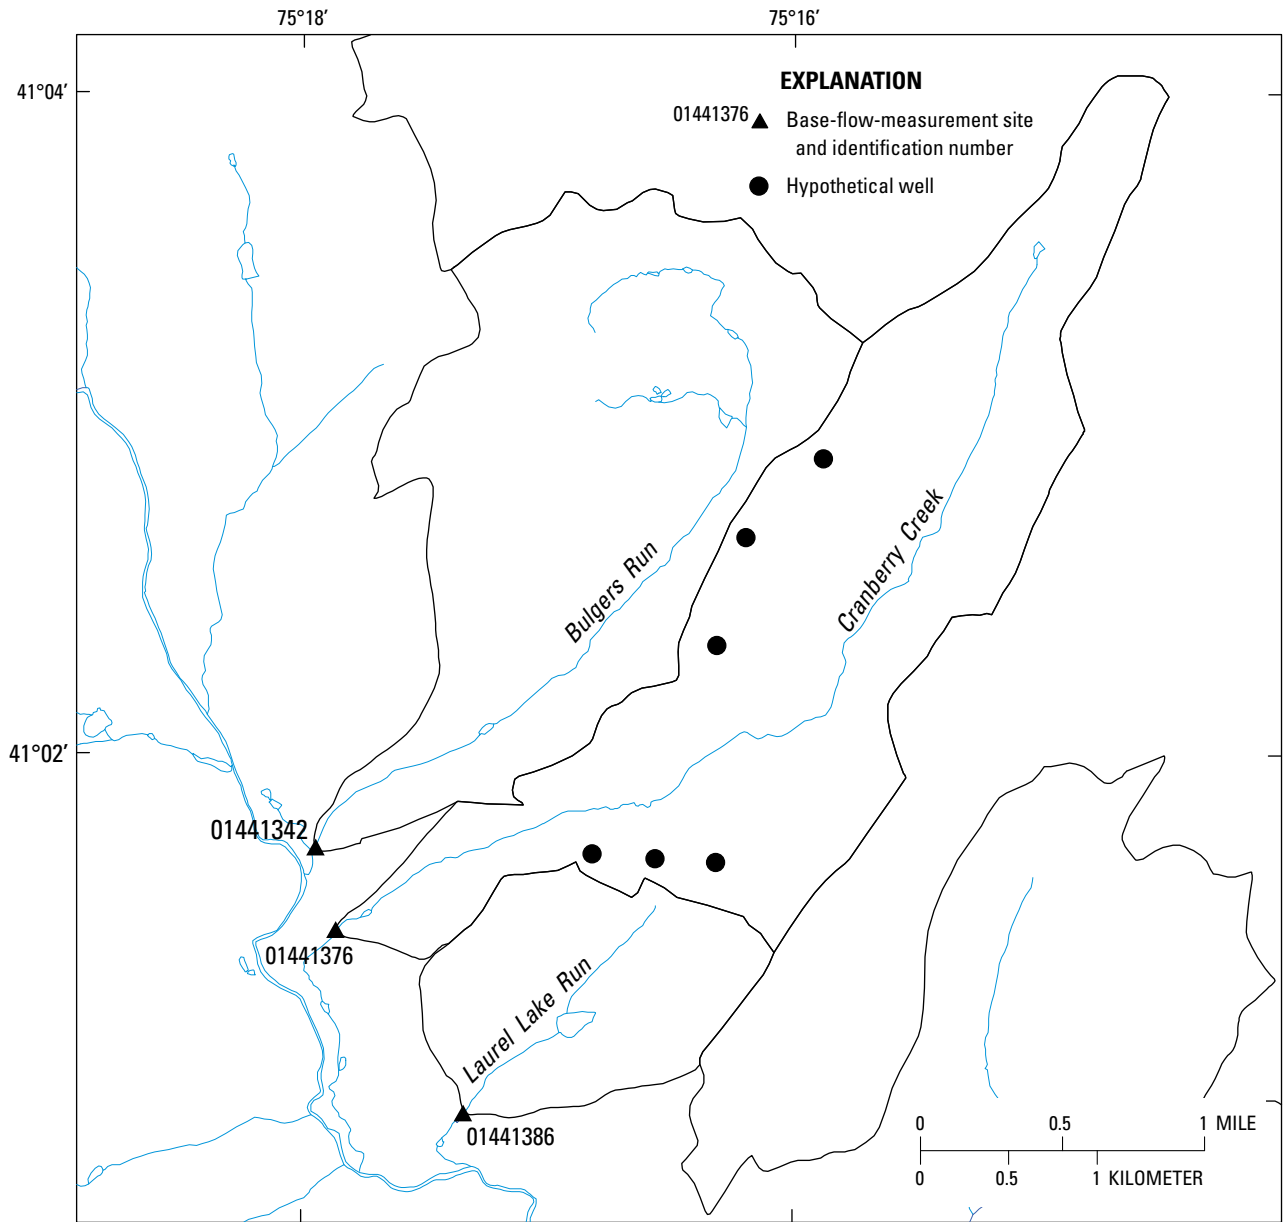 75°18′ 75°16′
41°04′
EXPLANATION
01441376 Base-flow-measurement site
and identification number
Hypothetical well
Cranberry Creek
Bulgers Run
41°02′
01441342
01441376
Laurel Lake Run
01441386
0 0.5 1 MILE
0 0.5 1 KILOMETER